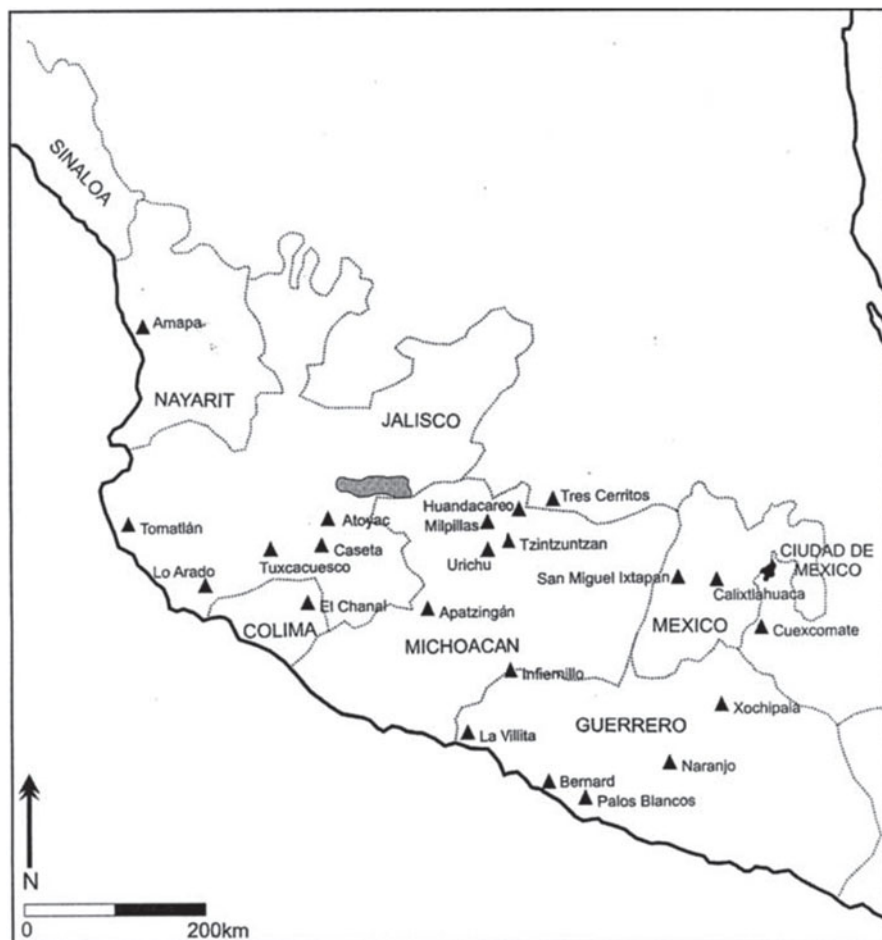 SINALOA
Amapa
NAYARIT
JALISCO
Tres Cerritos
Huandacareo
Milpillas
Atoyac
Tomatlán
Tzintzuntzan
CIUDAD DE
MEXICO
Caseta
Urichu
Tuxcacuesco
San Miguel Ixtapan
Calixtlahuaca
Lo Arado
El Chanal
Apatzingán
COLIMA
MEXICO
Cuexcomate
MICHOACAN
Infiernillo
Xochipala
GUERRERO
La Villita
Naranjo
Bernard
Palos Blancos
N
0
200km